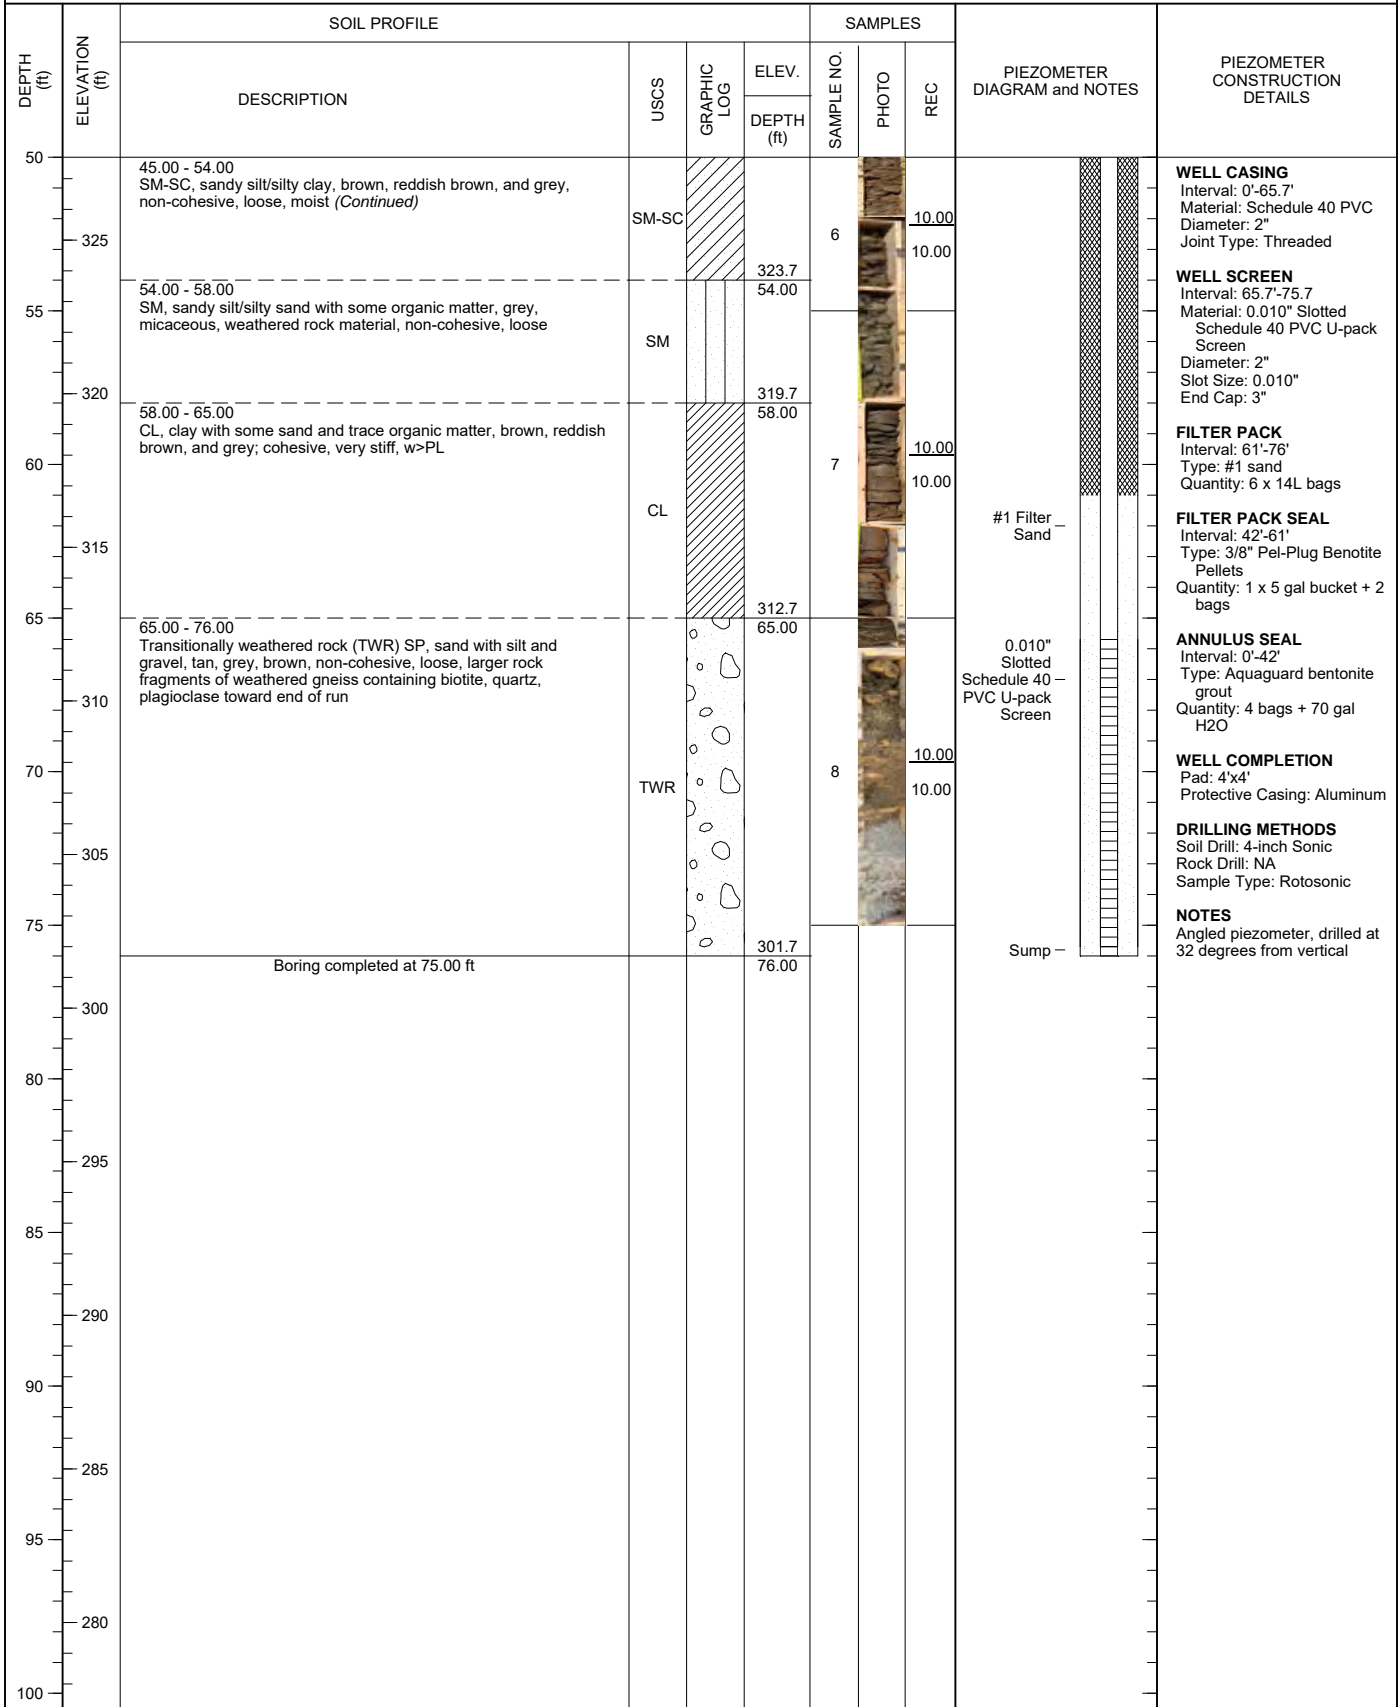 SOIL PROFILE
SAMPLES
DEPTH
(ft)
ELEVATION
(ft)
DESCRIPTION
USCS
GRAPHIC
LOG
ELEV.
DEPTH
(ft)
SAMPLE NO.
PHOTO
REC
PIEZOMETER
DIAGRAM and NOTES
PIEZOMETER
CONSTRUCTION
DETAILS
50
55
60
65
70
75
80
85
90
95
100
325
320
315
310
305
300
295
290
285
280
45.00 - 54.00
SM-SC, sandy silt/silty clay, brown, reddish brown, and grey,
non-cohesive, loose, moist (Continued)
SM-SC
323.7
54.00
54.00 - 58.00
SM, sandy silt/silty sand with some organic matter, grey,
micaceous, weathered rock material, non-cohesive, loose
SM
319.7
58.00
58.00 - 65.00
CL, clay with some sand and trace organic matter, brown, reddish
brown, and grey; cohesive, very stiff, w>PL
CL
312.7
65.00
65.00 - 76.00
Transitionally weathered rock (TWR) SP, sand with silt and
gravel, tan, grey, brown, non-cohesive, loose, larger rock
fragments of weathered gneiss containing biotite, quartz,
plagioclase toward end of run
TWR
301.7
76.00
Boring completed at 75.00 ft
6
10.00
10.00
7
10.00
10.00
8
10.00
10.00
#1 Filter
Sand
0.010"
Slotted
Schedule 40
PVC U-pack
Screen
Sump
WELL CASING
Interval: 0'-65.7'
Material: Schedule 40 PVC
Diameter: 2"
Joint Type: Threaded
WELL SCREEN
Interval: 65.7'-75.7
Material: 0.010" Slotted
Schedule 40 PVC U-pack
Screen
Diameter: 2"
Slot Size: 0.010"
End Cap: 3"
FILTER PACK
Interval: 61'-76'
Type: #1 sand
Quantity: 6 x 14L bags
FILTER PACK SEAL
Interval: 42'-61'
Type: 3/8" Pel-Plug Benotite
Pellets
Quantity: 1 x 5 gal bucket + 2
bags
ANNULUS SEAL
Interval: 0'-42'
Type: Aquaguard bentonite
grout
Quantity: 4 bags + 70 gal
H2O
WELL COMPLETION
Pad: 4'x4'
Protective Casing: Aluminum
DRILLING METHODS
Soil Drill: 4-inch Sonic
Rock Drill: NA
Sample Type: Rotosonic
NOTES
Angled piezometer, drilled at
32 degrees from vertical